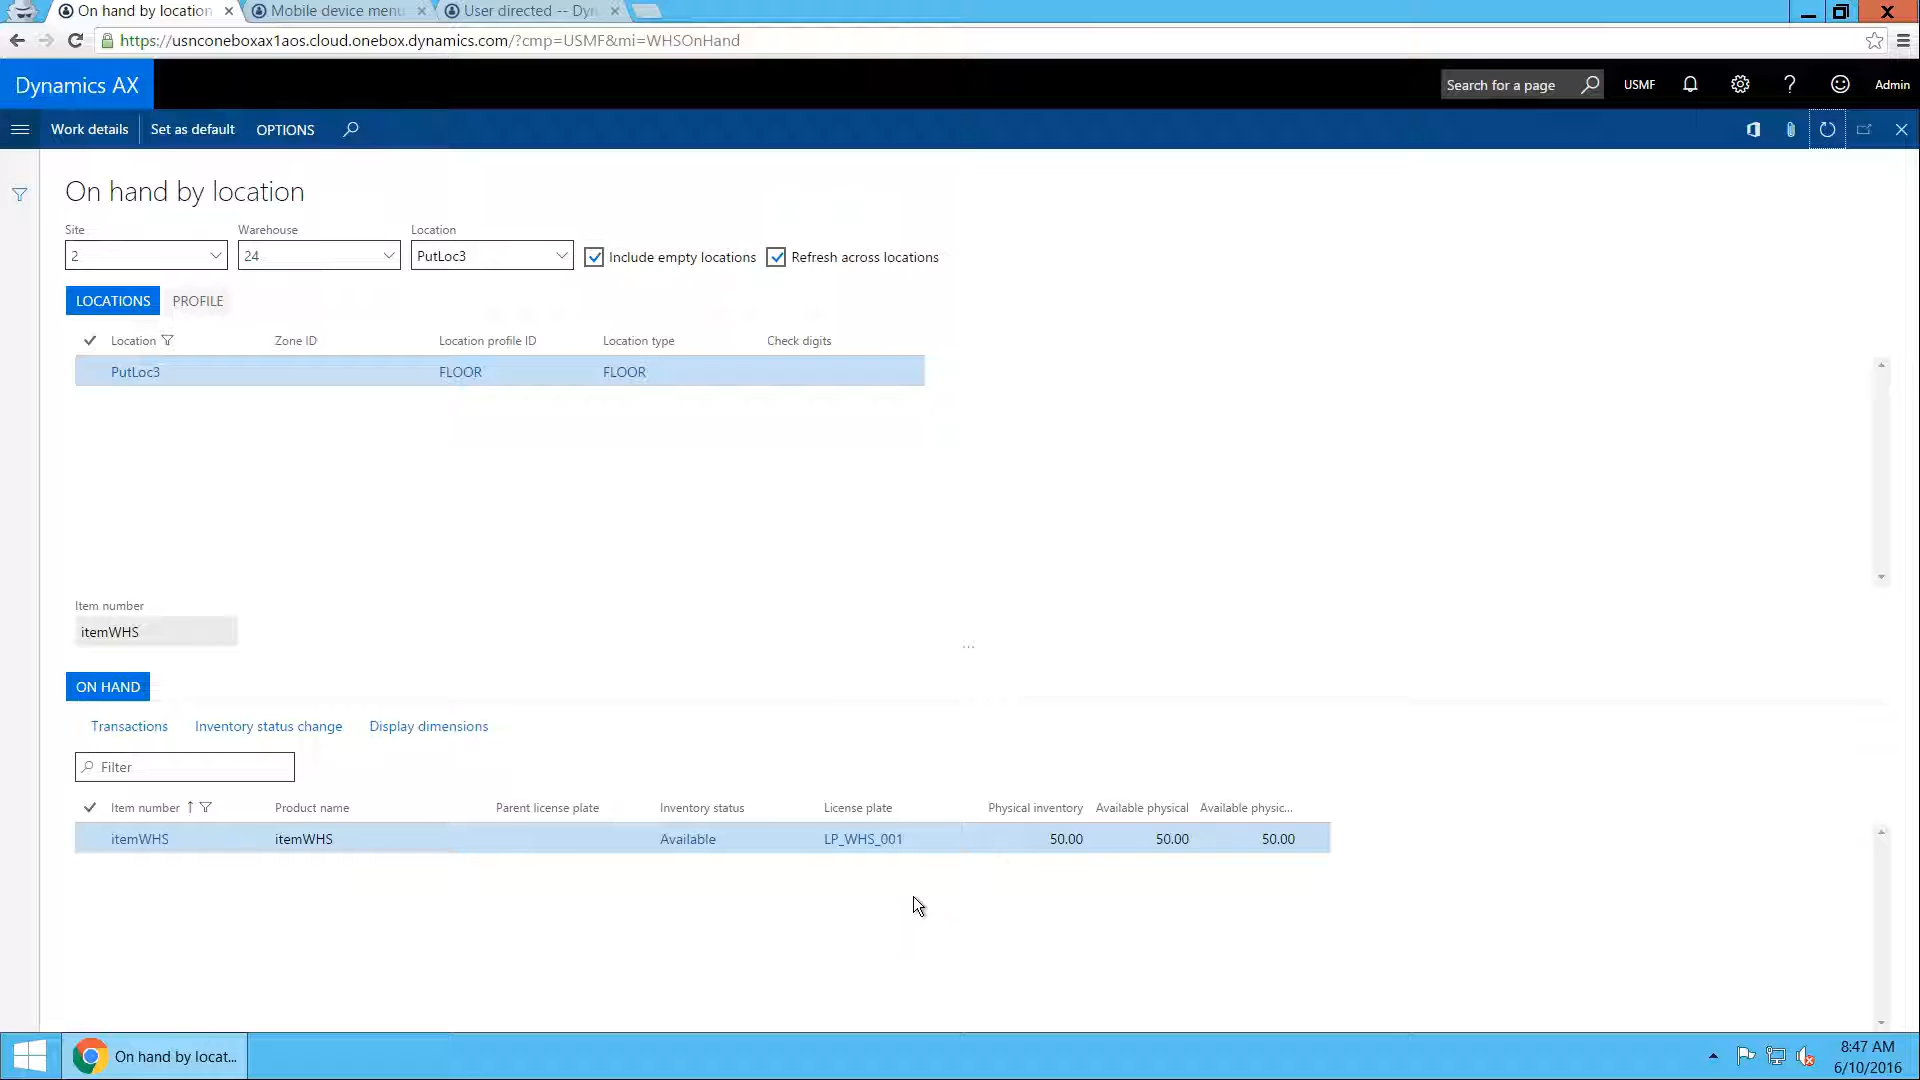 On hand by location
Mobile device menu
User directed -- Dyn
https://usnconeboxax1aos.cloud.onebox.dynamics.com/?cmp=USMF&mi=WHSOnHand
Dynamics AX
Search for a page
USMF
?
Admin
Work details
Set as default
OPTIONS
On hand by location
Site
Warehouse
Location
2
24
PutLoc3
Include empty locations
Refresh across locations
LOCATIONS
PROFILE
Location
Zone ID
Location profile ID
Location type
Check digits
PutLoc3
FLOOR
FLOOR
Item number
itemWHS
...
ON HAND
Transactions
Inventory status change
Display dimensions
Filter
Item number
Product name
Parent license plate
Inventory status
License plate
Physical inventory
Available physical
Available physic...
itemWHS
itemWHS
Available
LP_WHS_001
50.00
50.00
50.00
On hand by locat...
8:47 AM
6/10/2016